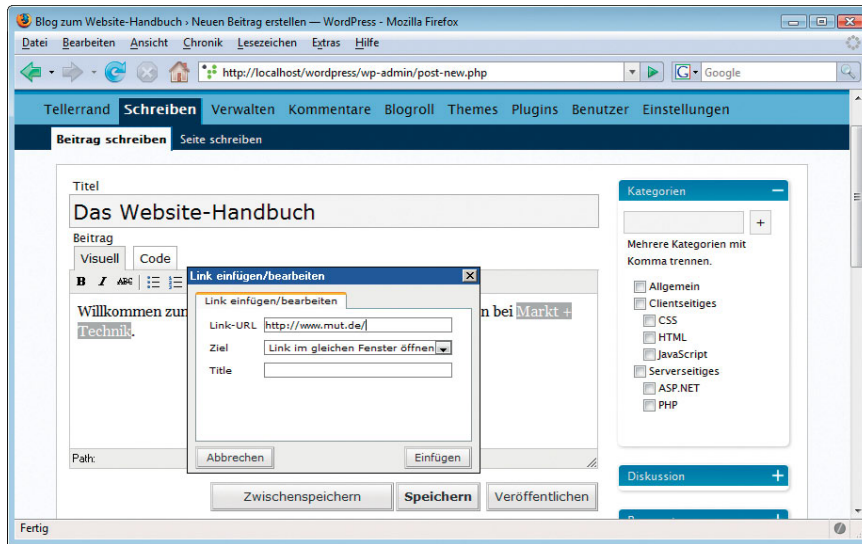 Blog zum Website-Handbuch › Neuen Beitrag erstellen — WordPress - Mozilla Firefox
Datei Bearbeiten Ansicht Chronik Lesezeichen Extras Hilfe
http://localhost/wordpress/wp-admin/post-new.php
G Google
Tellerrand Schreiben Verwalten Kommentare Blogroll Themes Plugins Benutzer Einstellungen
Beitrag schreiben Seite schreiben
Titel
Das Website-Handbuch
Beitrag
Visuell Code
B I ABC
Willkommen zun
n bei Markt +
Technik.
Path:
Link einfügen/bearbeiten
Link einfügen/bearbeiten
Link-URL http://www.mut.de/
Ziel Link im gleichen Fenster öffnen
Title
Abbrechen Einfügen
Zwischenspeichern Speichern Veröffentlichen
Kategorien
+
Mehrere Kategorien mit
Komma trennen.
Allgemein
Clientseitiges
CSS
HTML
JavaScript
Serverseitiges
ASP.NET
PHP
Diskussion
Fertig